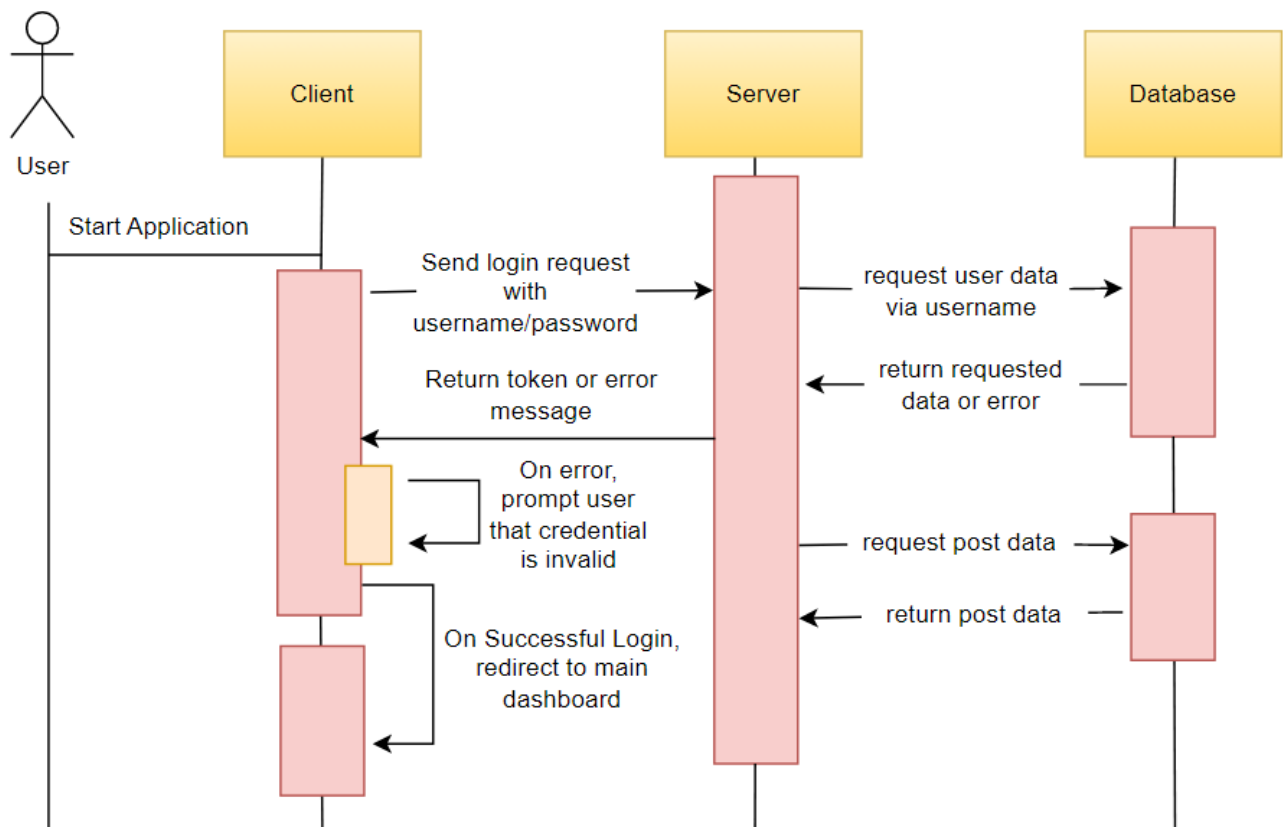 Client
Server
Database
User
Start Application
Send login request
with
username/password
request user data
via username
Return token or error
message
return requested
data or error
On error,
prompt user
that credential
is invalid
request post data
return post data
On Successful Login,
redirect to main
dashboard